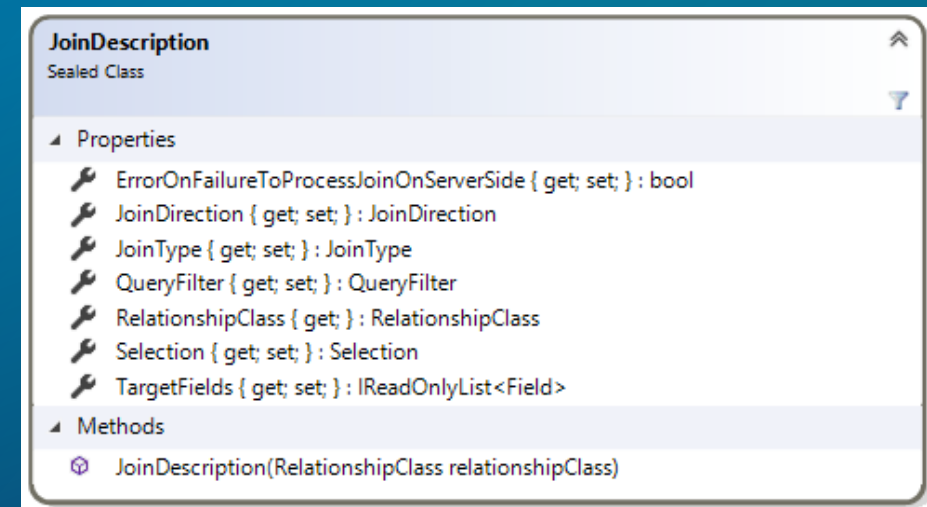 JoinDescription
Sealed Class
Properties
ErrorOnFailureToProcessJoinOnServerSide { get; set; } : bool
JoinDirection { get; set; } : JoinDirection
JoinType { get; set; } : JoinType
QueryFilter { get; set; } : QueryFilter
RelationshipClass { get; } : RelationshipClass
Selection { get; set; } : Selection
TargetFields { get; set; } : IReadOnlyList<Field>
Methods
JoinDescription(RelationshipClass relationshipClass)